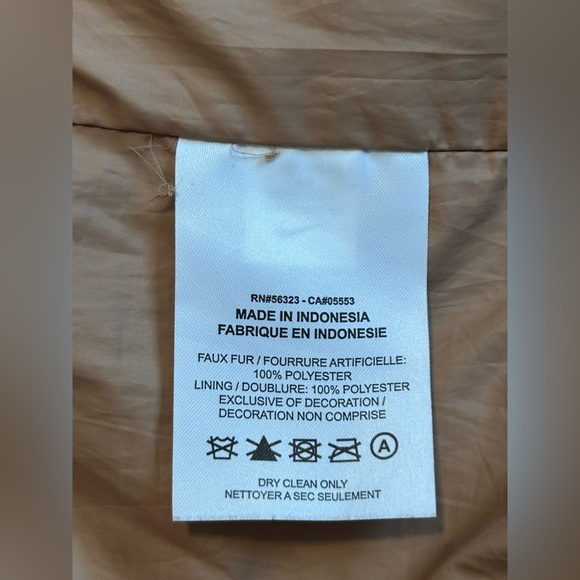 RN#56323 - CA#05553
MADE IN INDONESIA
FABRIQUE EN INDONESIE
FAUX FUR / FOURRURE ARTIFICIELLE:
100% POLYESTER
LINING / DOUBLURE: 100% POLYESTER
EXCLUSIVE OF DECORATION /
DECORATION NON COMPRISE
A
DRY CLEAN ONLY
NETTOYER A SEC SEULEMENT